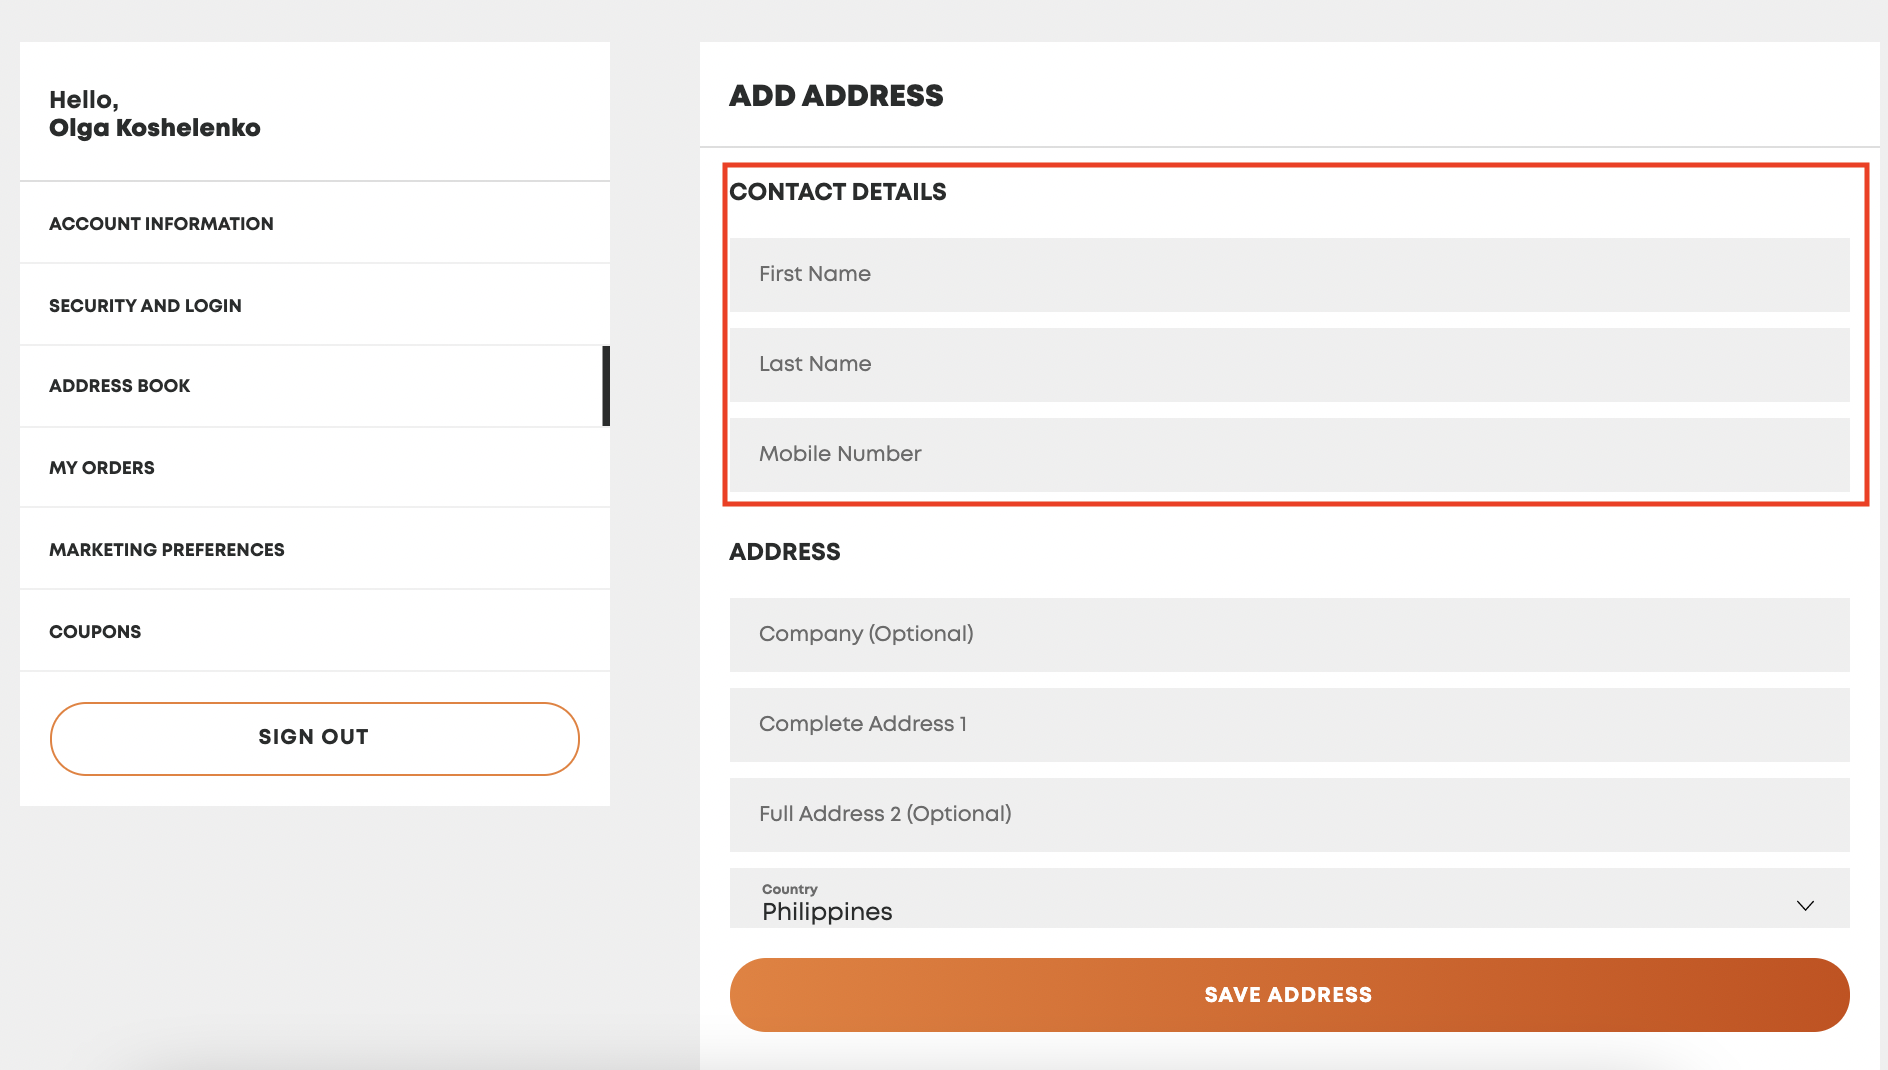 Hello,
Olga Koshelenko
ACCOUNT INFORMATION
SECURITY AND LOGIN
ADDRESS BOOK
MY ORDERS
MARKETING PREFERENCES
COUPONS
SIGN OUT
ADD ADDRESS
CONTACT DETAILS
First Name
Last Name
Mobile Number
ADDRESS
Company (Optional)
Complete Address 1
Full Address 2 (Optional)
Country
Philippines
SAVE ADDRESS